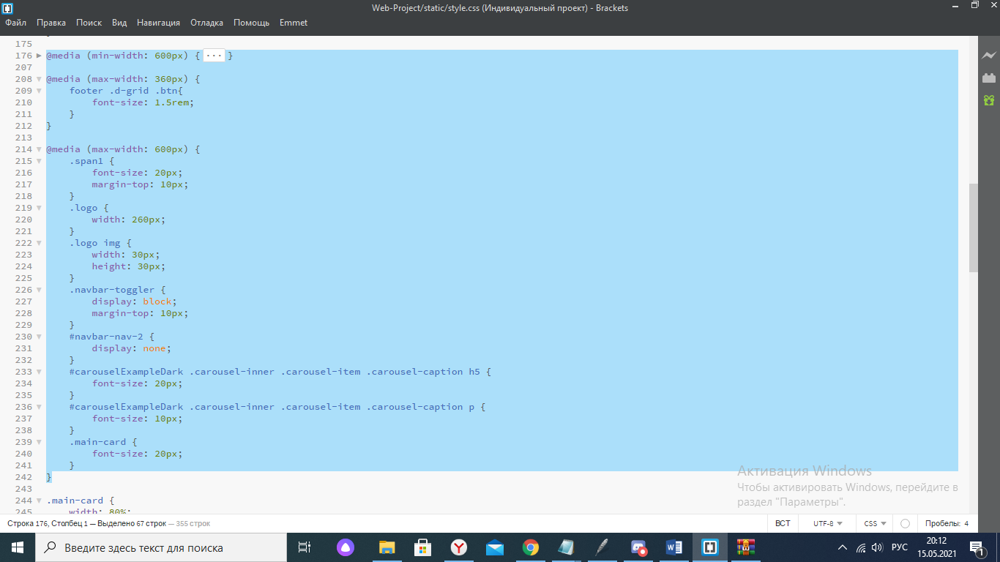 Web-Project/static/style.css (Индивидуальный проект) - Brackets
Файл Правка Поиск Вид Навигация Отладка Помощь Emmet
175
176 @media (min-width: 600px) { ... }
207
208 @media (max-width: 360px) {
209 footer .d-grid .btn{
210 font-size: 1.5rem;
211 }
212 }
213
214 @media (max-width: 600px) {
215 .span1 {
216 font-size: 20px;
217 margin-top: 10px;
218 }
219 .logo {
220 width: 260px;
221 }
222 .logo img {
223 width: 30px;
224 height: 30px;
225 }
226 .navbar-toggler {
227 display: block;
228 margin-top: 10px;
229 }
230 #navbar-nav-2 {
231 display: none;
232 }
233 #carouselExampleDark .carousel-inner .carousel-item .carousel-caption h5 {
234 font-size: 20px;
235 }
236 #carouselExampleDark .carousel-inner .carousel-item .carousel-caption p {
237 font-size: 10px;
238 }
239 .main-card {
240 font-size: 20px;
241 }
242 }
243
244 .main-card {
245 width: 80%;
Активация Windows
Чтобы активировать Windows, перейдите в
раздел "Параметры".
Строка 176, Столбец 1 — Выделено 67 строк — 355 строк
ВСТ UTF-8 CSS Пробелы: 4
Введите здесь текст для поиска
РУС
20:12
15.05.2021
1